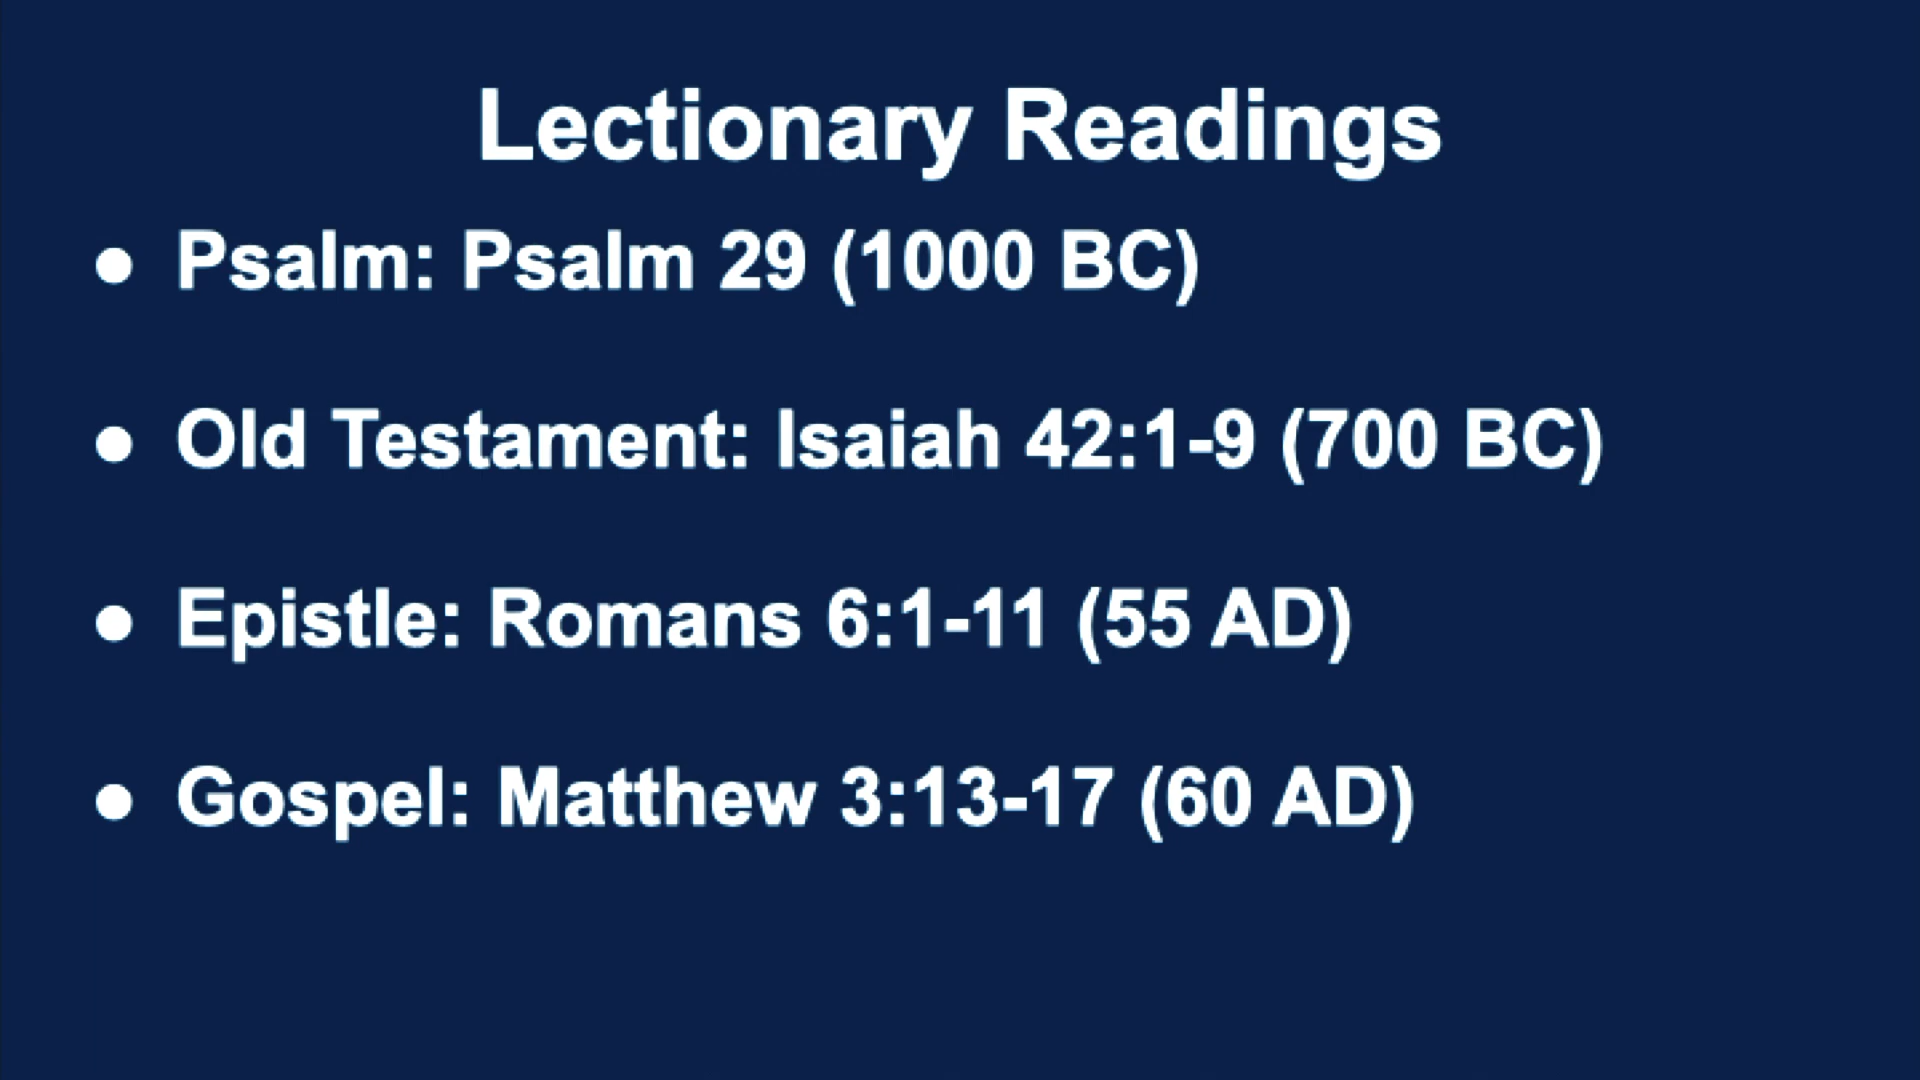 Lectionary Readings
● Psalm: Psalm 29 (1000 BC)
● Old Testament: Isaiah 42:1-9 (700 BC)
● Epistle: Romans 6:1-11 (55 AD)
● Gospel: Matthew 3:13-17 (60 AD)